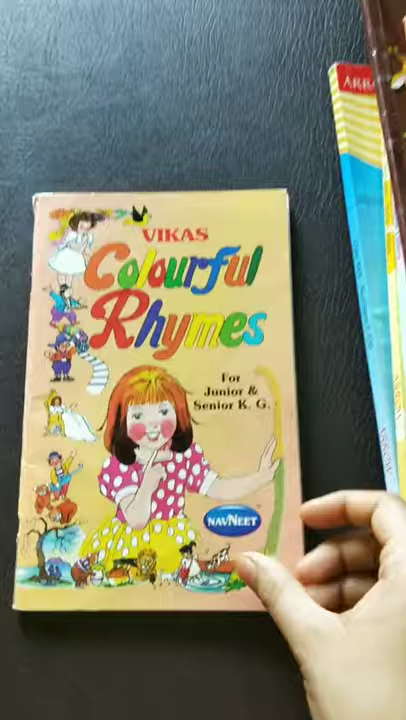 VIKAS
Colourful
Rhymes
For
Junior &
Senior K. G.
NAVNEET